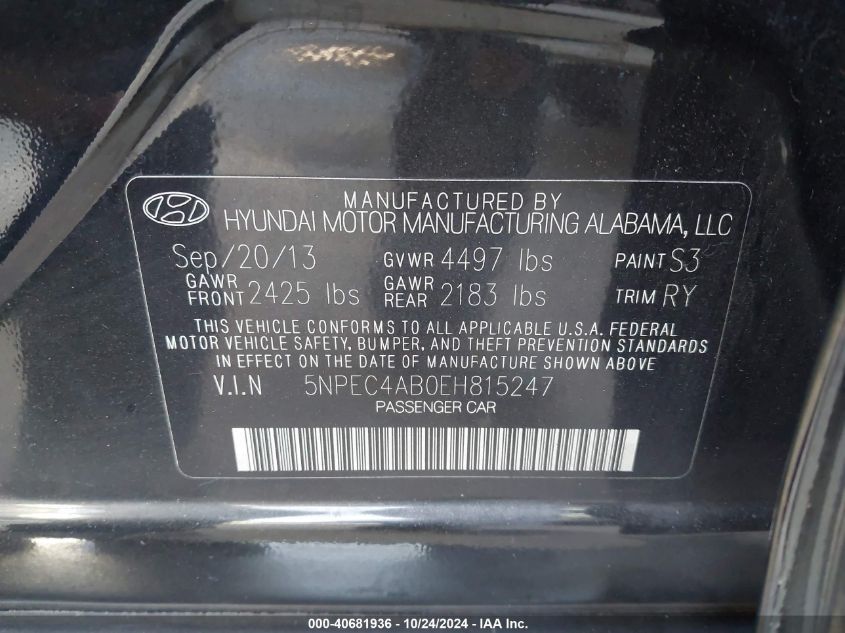 MANUFACTURED BY
HYUNDAI MOTOR MANUFACTURING ALABAMA, LLC
Sep/20/13 GVWR 4497 lbs PAINT S3
GAWR FRONT 2425 lbs GAWR REAR 2183 lbs TRIM RY
THIS VEHICLE CONFORMS TO ALL APPLICABLE U.S.A. FEDERAL
MOTOR VEHICLE SAFETY, BUMPER, AND THEFT PREVENTION STANDARDS
IN EFFECT ON THE DATE OF MANUFACTURE SHOWN ABOVE
V.I.N 5NPEC4AB0EH815247
PASSENGER CAR
000-40681936 - 10/24/2024 - IAA Inc.